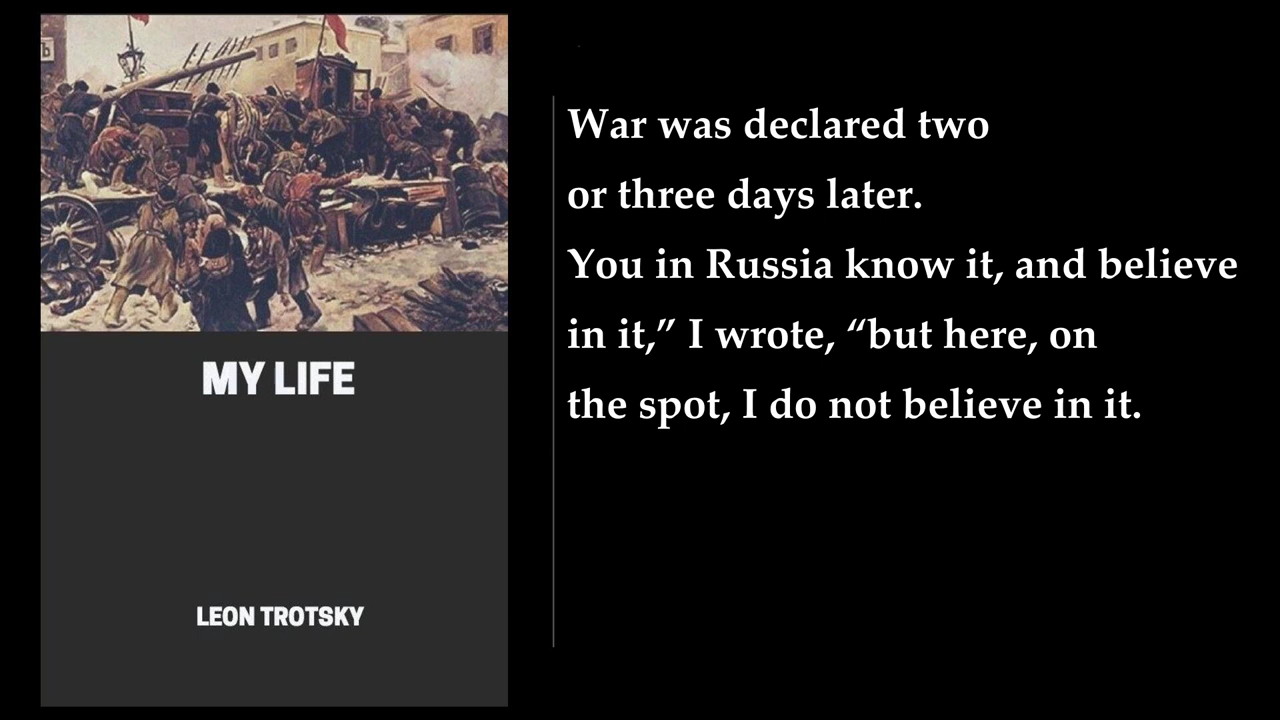 MY LIFE
LEON TROTSKY
War was declared two
or three days later.
You in Russia know it, and believe
in it,” I wrote, “but here, on
the spot, I do not believe in it.